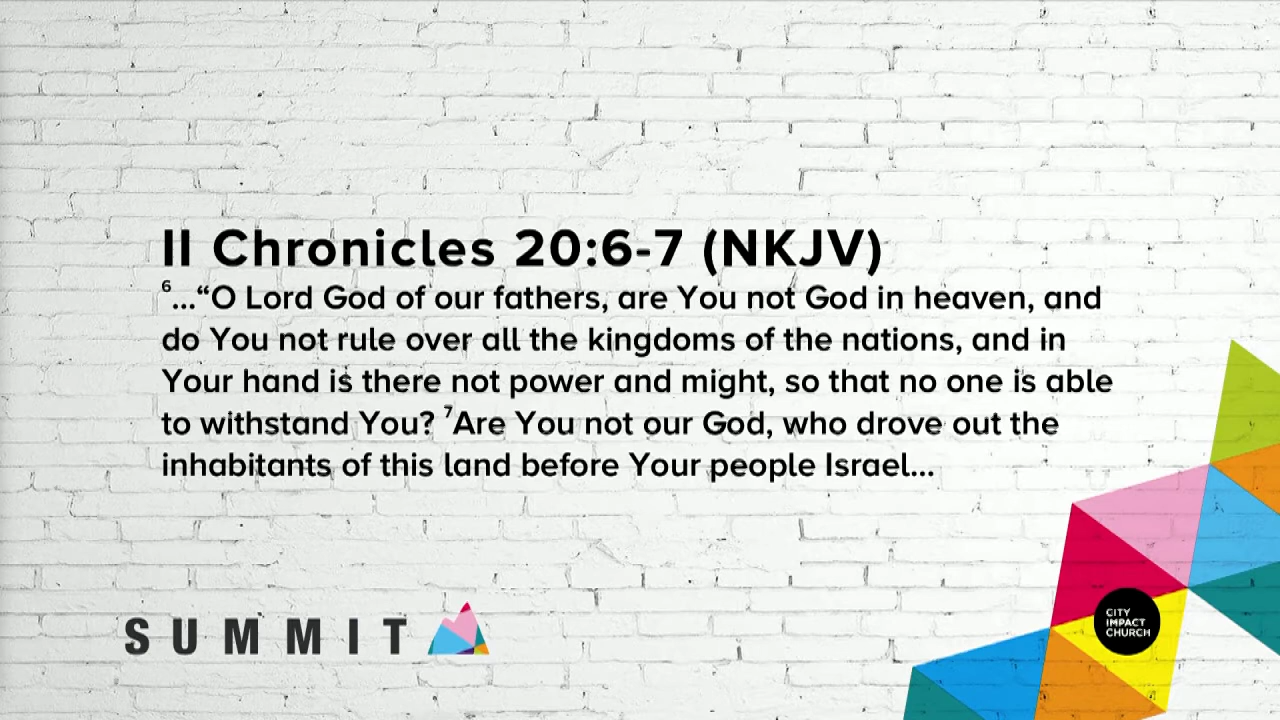 II Chronicles 20:6-7 (NKJV)
⁶...“O Lord God of our fathers, are You not God in heaven, and
do You not rule over all the kingdoms of the nations, and in
Your hand is there not power and might, so that no one is able
to withstand You? ⁷Are You not our God, who drove out the
inhabitants of this land before Your people Israel...
SUMMIT
CITY
IMPACT
CHURCH